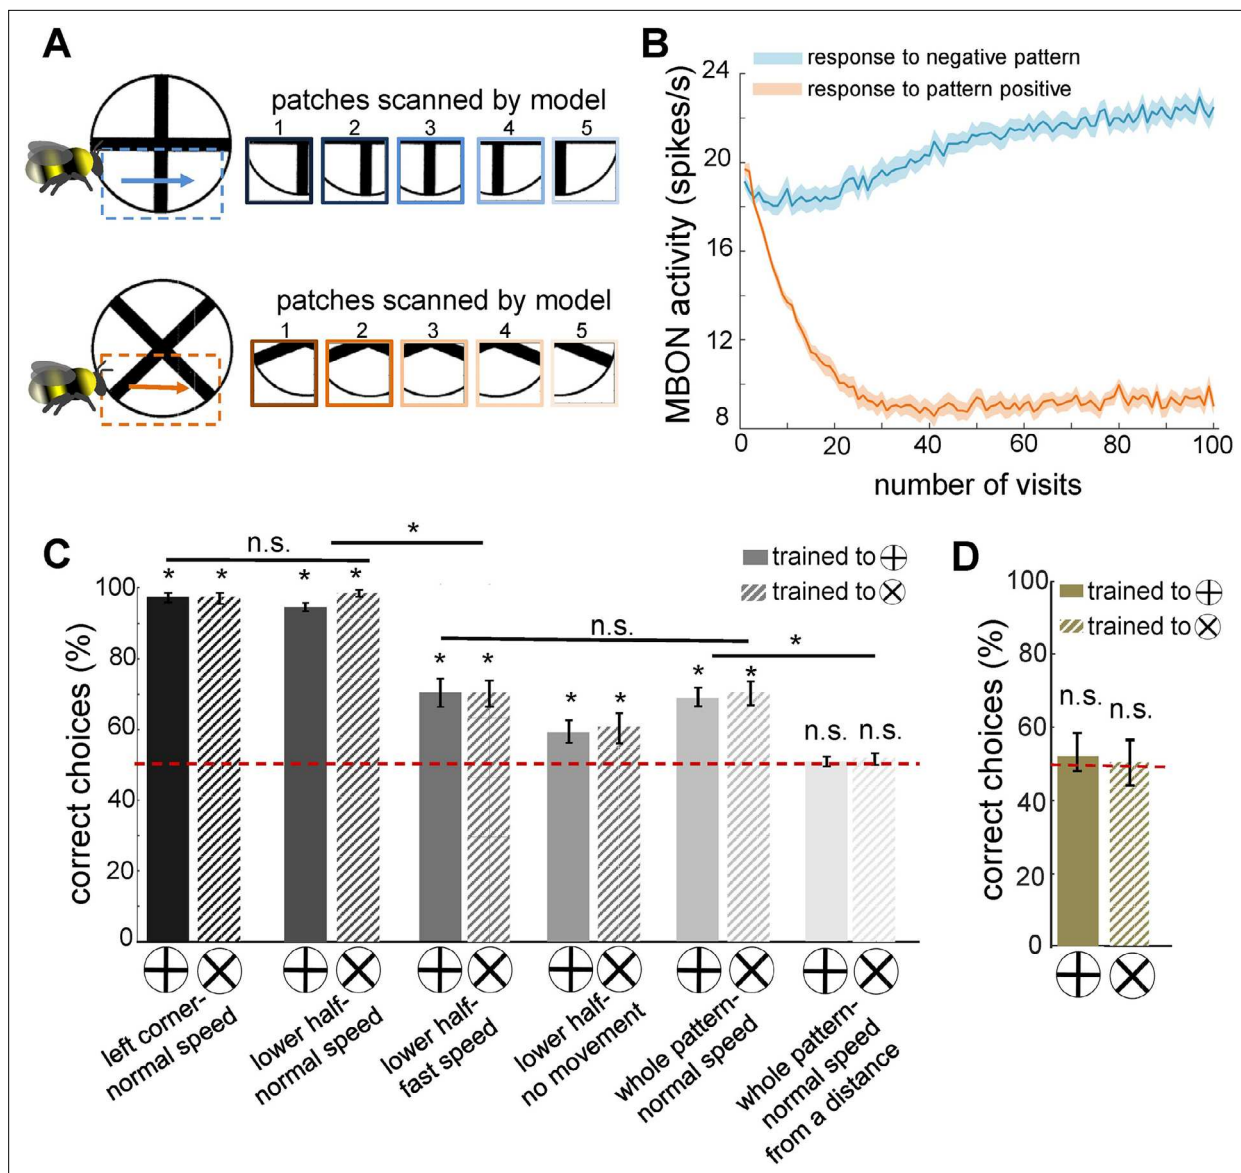 A
patches scanned by model
1 2 3 4 5
patches scanned by model
1 2 3 4 5
B
response to negative pattern
response to pattern positive
MBON activity (spikes/s)
24
20
16
12
8
0 20 40 60 80 100
number of visits
C
n.s.
*
trained to
trained to
* * * *
n.s.
*
* * * * * *
n.s. n.s.
correct choices (%)
100
80
60
40
20
0
left corner-
normal speed
lower half-
normal speed
lower half-
fast speed
lower half-
no movement
whole pattern-
normal speed
whole pattern-
normal speed
from a distance
D
trained to
trained to
n.s.
n.s.
correct choices (%)
100
80
60
40
20
0